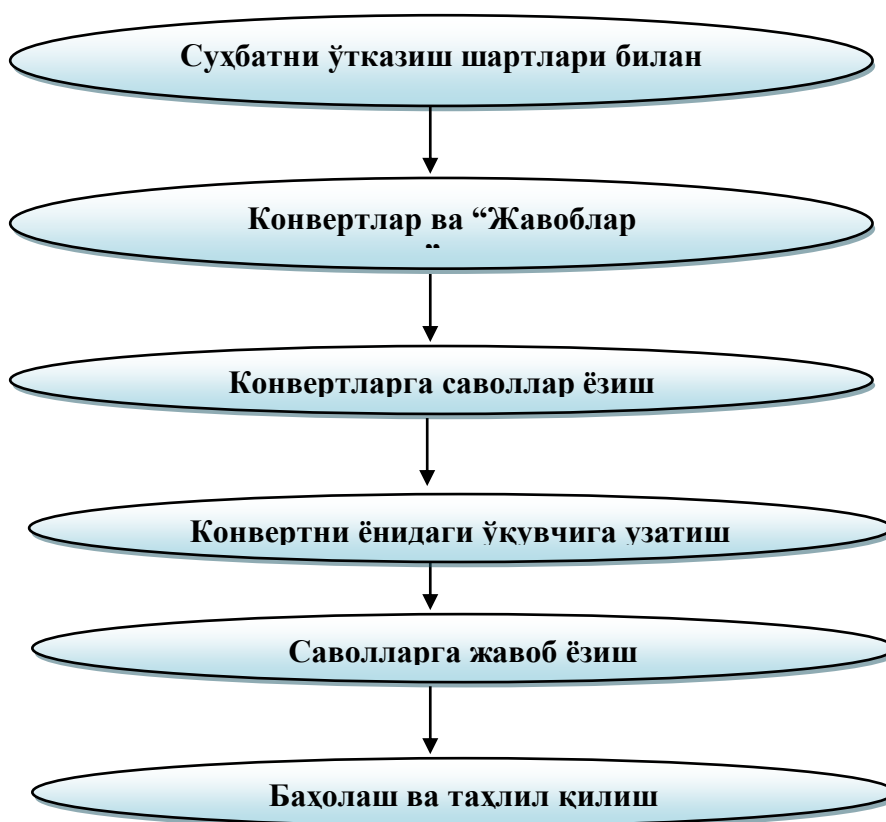 Суҳбатни ўтказиш шартлари билан
Конвертлар ва “Жавоблар
”
Конвертларга саволлар ёзиш
Конвертни ёнидаги ўқувчига узатиш
Саволларга жавоб ёзиш
Баҳолаш ва таҳлил қилиш